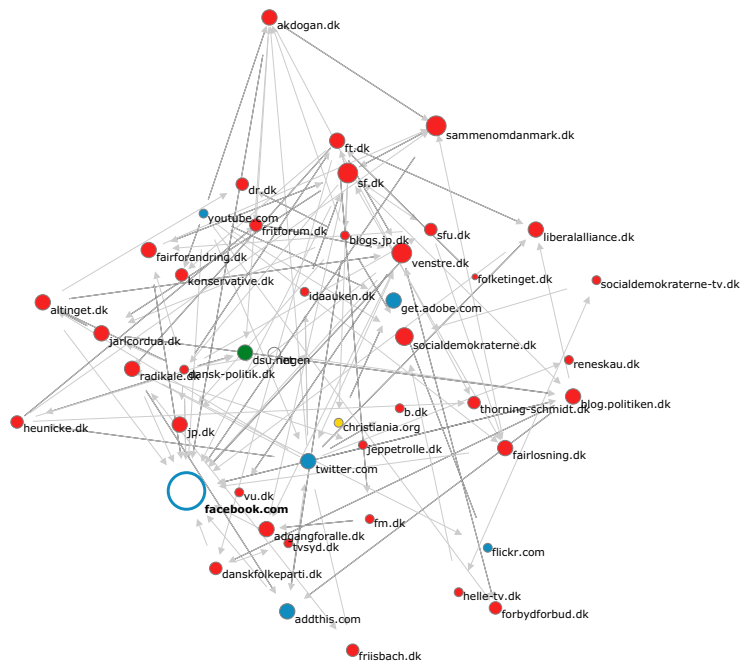 akdogan.dk
sammenomdanmark.dk
ft.dk
sf.dk
dr.dk
youtube.com
fritforum.dk
blogs.jp.dk
sfu.dk
liberalalliance.dk
fairforandring.dk
venstre.dk
konservative.dk
folketinget.dk
socialdemokraterne-tv.dk
idaauken.dk
altinget.dk
get.adobe.com
jaricordua.dk
socialdemokraterne.dk
dsu.net
ingen
reneskau.dk
radikale.dk
dansk-politik.dk
blog.politiken.dk
thorning-schmidt.dk
b.dk
heunicke.dk
jp.dk
christiania.org
jeppetrolle.dk
fairlosning.dk
twitter.com
facebook.com
vu.dk
fm.dk
adgangforalle.dk
tvsyd.dk
flickr.com
danskfolkeparti.dk
helle-tv.dk
forbydforbud.dk
addthis.com
friisbach.dk